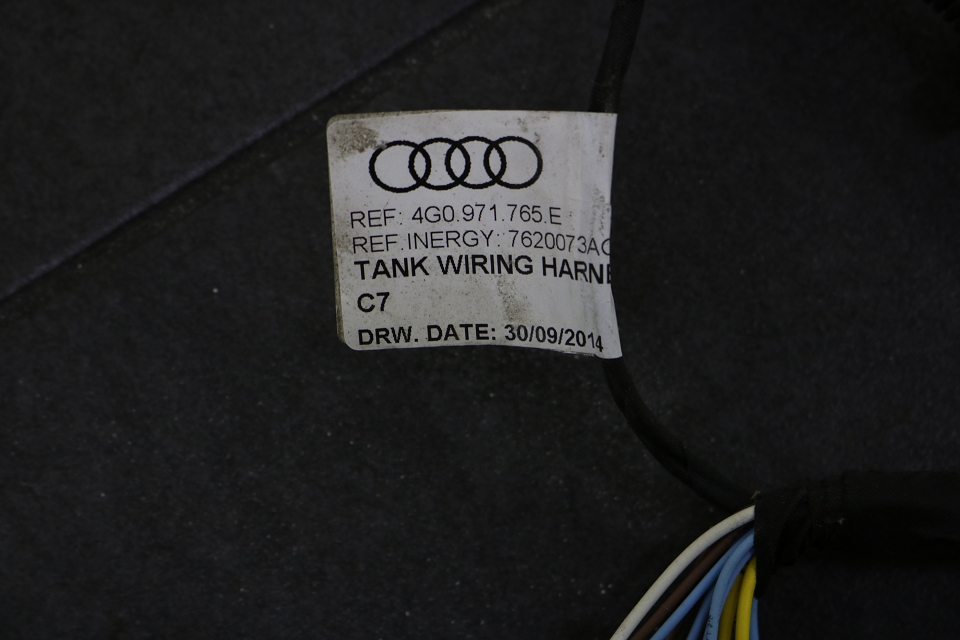 REF: 4G0.971.765.E
REF.INERGY: 7620073AC
TANK WIRING HARNE
C7
DRW. DATE: 30/09/2014